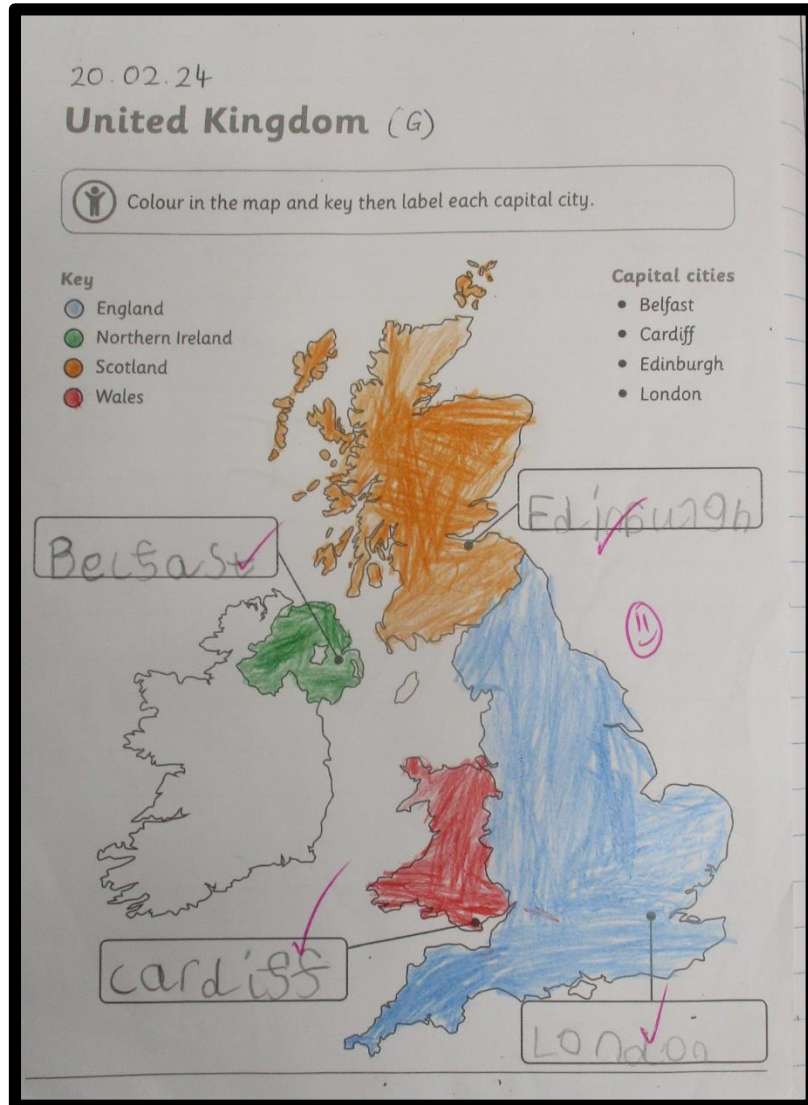 20.02.24
United Kingdom (G)
Colour in the map and key then label each capital city.
Key
England
Northern Ireland
Scotland
Wales
Capital cities
• Belfast
• Cardiff
• Edinburgh
• London
Edinburgh
Belfast
cardiff
London